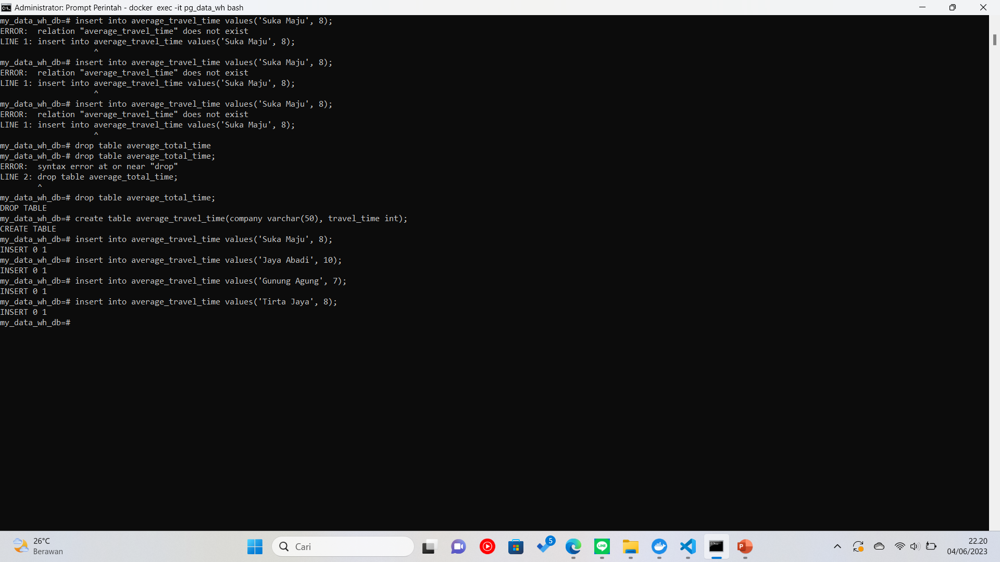 Administrator: Prompt Perintah - docker  exec -it pg_data_wh bash
my_data_wh_db=# insert into average_travel_time values('Suka Maju', 8);
ERROR:  relation "average_travel_time" does not exist
LINE 1: insert into average_travel_time values('Suka Maju', 8);
^
my_data_wh_db=# insert into average_travel_time values('Suka Maju', 8);
ERROR:  relation "average_travel_time" does not exist
LINE 1: insert into average_travel_time values('Suka Maju', 8);
^
my_data_wh_db=# insert into average_travel_time values('Suka Maju', 8);
ERROR:  relation "average_travel_time" does not exist
LINE 1: insert into average_travel_time values('Suka Maju', 8);
^
my_data_wh_db=# drop table average_total_time
my_data_wh_db-# drop table average_total_time;
ERROR:  syntax error at or near "drop"
LINE 2: drop table average_total_time;
^
my_data_wh_db=# drop table average_total_time;
DROP TABLE
my_data_wh_db=# create table average_travel_time(company varchar(50), travel_time int);
CREATE TABLE
my_data_wh_db=# insert into average_travel_time values('Suka Maju', 8);
INSERT 0 1
my_data_wh_db=# insert into average_travel_time values('Jaya Abadi', 10);
INSERT 0 1
my_data_wh_db=# insert into average_travel_time values('Gunung Agung', 7);
INSERT 0 1
my_data_wh_db=# insert into average_travel_time values('Tirta Jaya', 8);
INSERT 0 1
my_data_wh_db=#
26°C
Berawan
Cari
5
LINE
P
22.20
04/06/2023